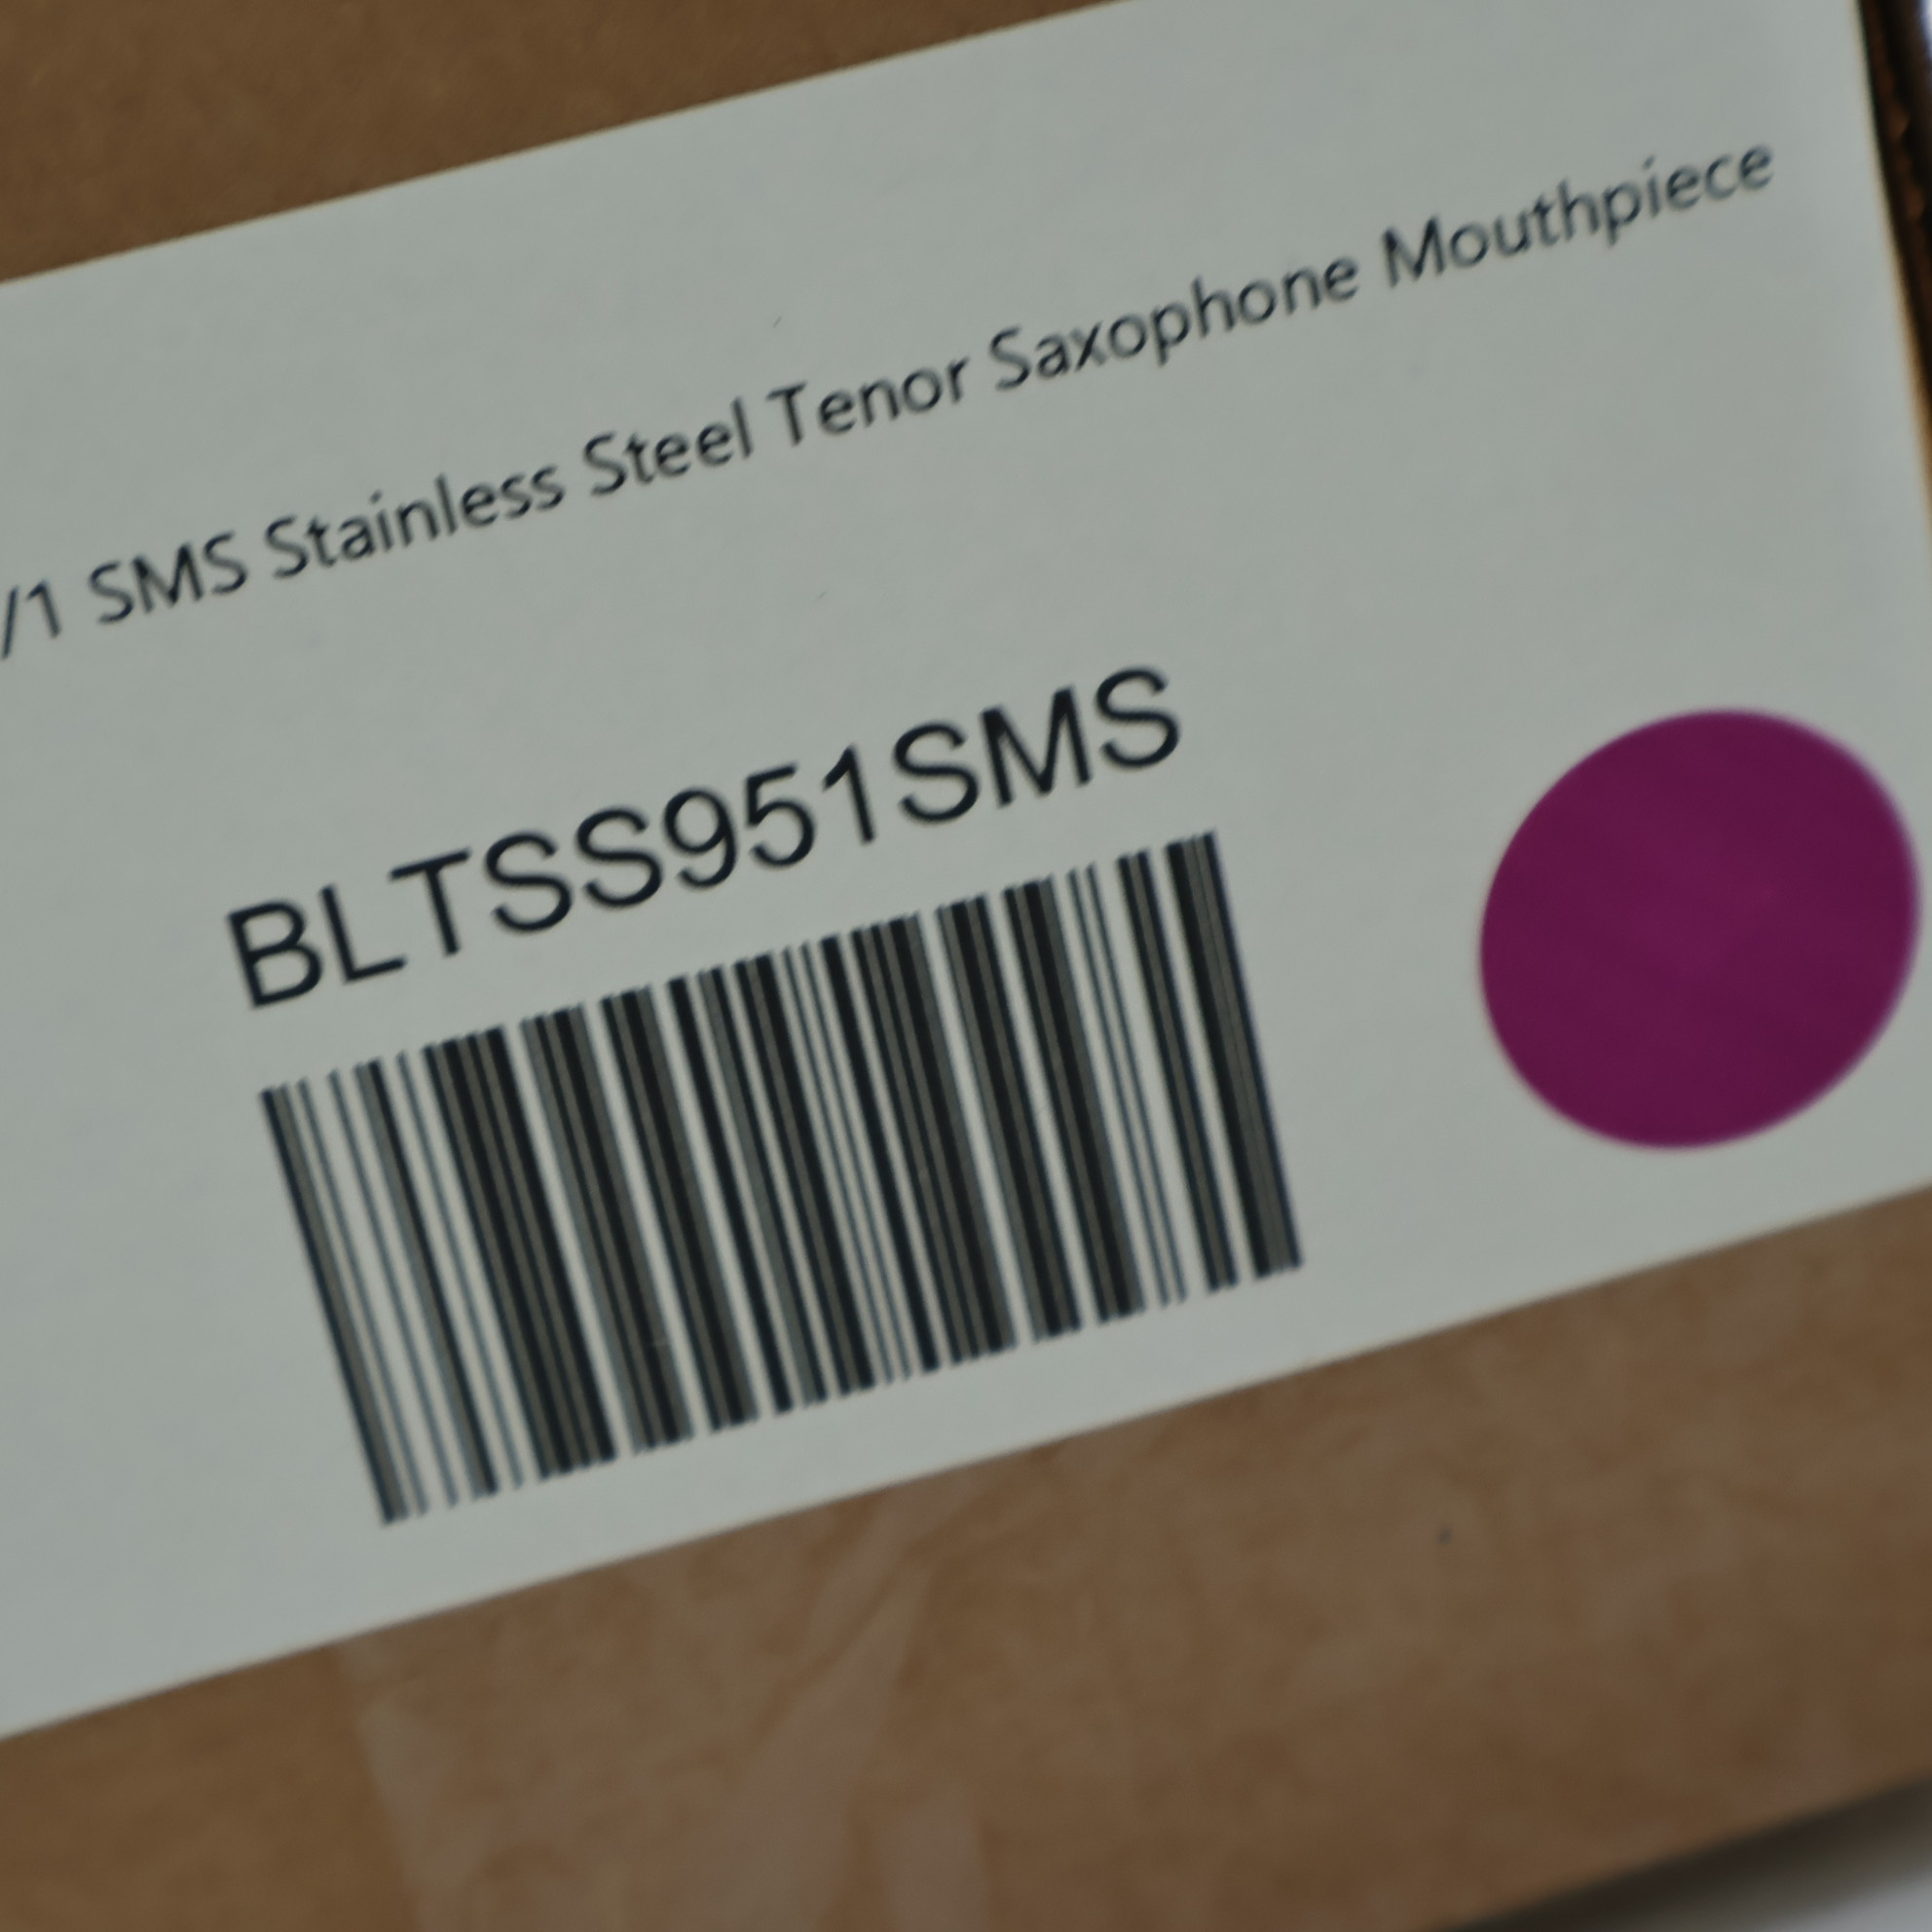 /1 SMS Stainless Steel Tenor Saxophone Mouthpiece
BLTSS951SMS